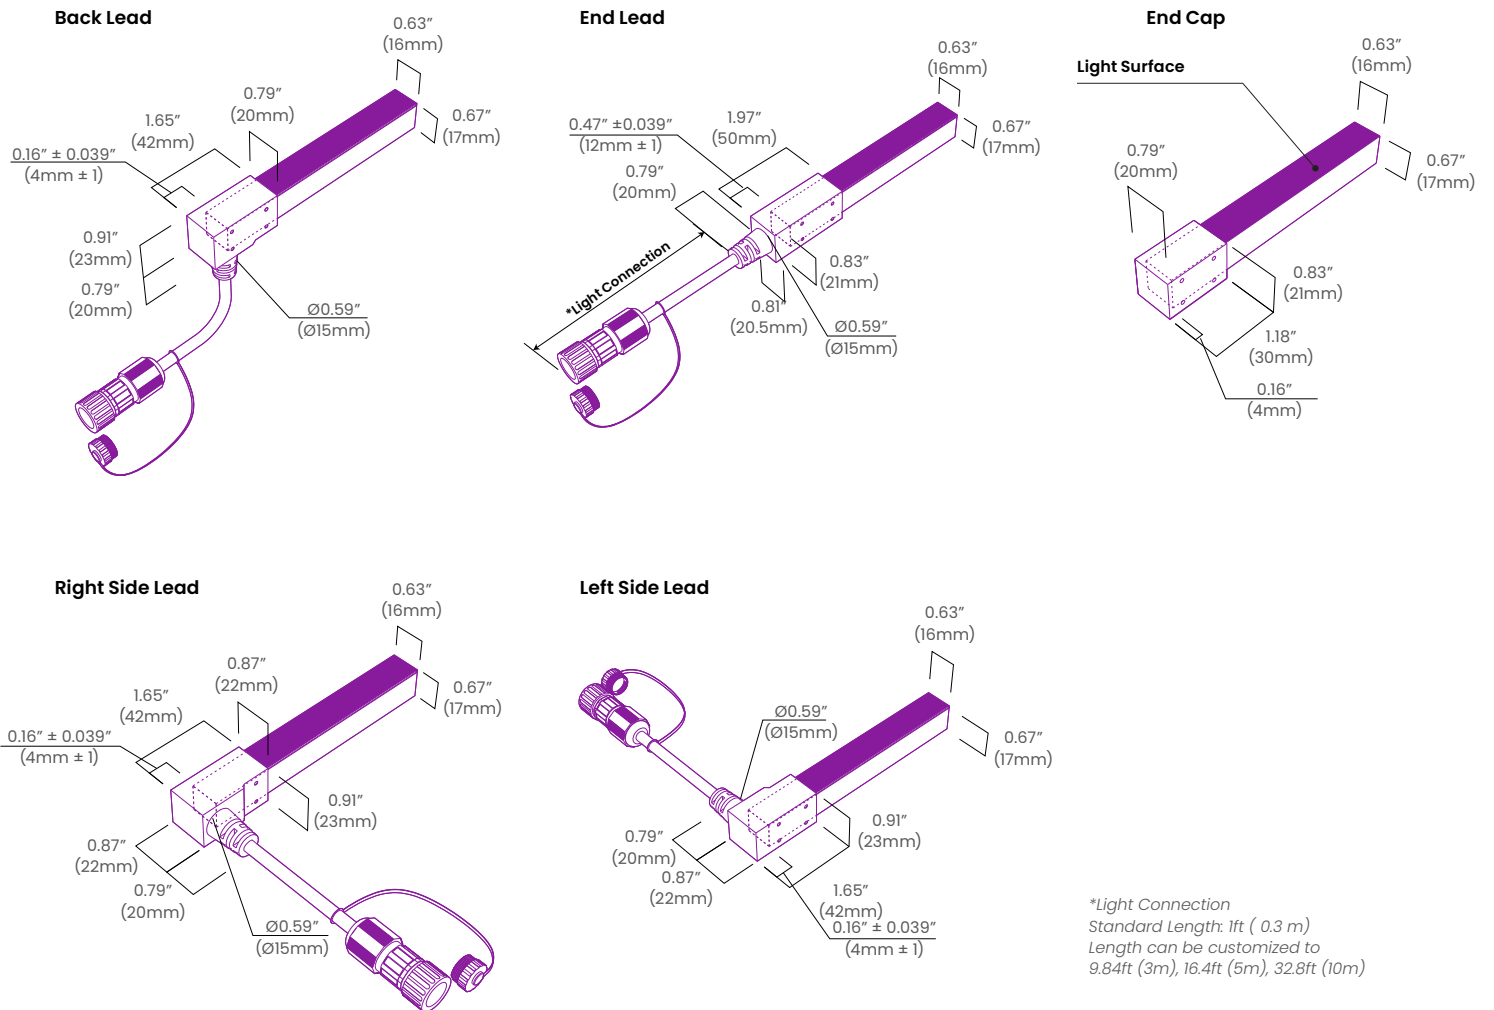 Back Lead
0.63”
(16mm)
0.79”
(20mm)
1.65”
(42mm)
0.67”
(17mm)
0.16” ± 0.039”
(4mm ± 1)
0.91”
(23mm)
0.79”
(20mm)
Ø0.59”
(Ø15mm)
End Lead
0.63”
(16mm)
0.47” ±0.039”
(12mm ± 1)
1.97”
(50mm)
0.67”
(17mm)
0.79”
(20mm)
*Light Connection
0.83”
(21mm)
0.81”
(20.5mm)
Ø0.59”
(Ø15mm)
End Cap
Light Surface
0.63”
(16mm)
0.79”
(20mm)
0.67”
(17mm)
0.83”
(21mm)
1.18”
(30mm)
0.16”
(4mm)
Right Side Lead
0.63”
(16mm)
0.87”
(22mm)
1.65”
(42mm)
0.67”
(17mm)
0.16” ± 0.039”
(4mm ± 1)
0.91”
(23mm)
0.87”
(22mm)
0.79”
(20mm)
Ø0.59”
(Ø15mm)
Left Side Lead
0.63”
(16mm)
Ø0.59”
(Ø15mm)
0.67”
(17mm)
0.79”
(20mm)
0.91”
(23mm)
0.87”
(22mm)
1.65”
(42mm)
0.16” ± 0.039”
(4mm ± 1)
*Light Connection
Standard Length: 1ft ( 0.3 m)
Length can be customized to
9.84ft (3m), 16.4ft (5m), 32.8ft (10m)